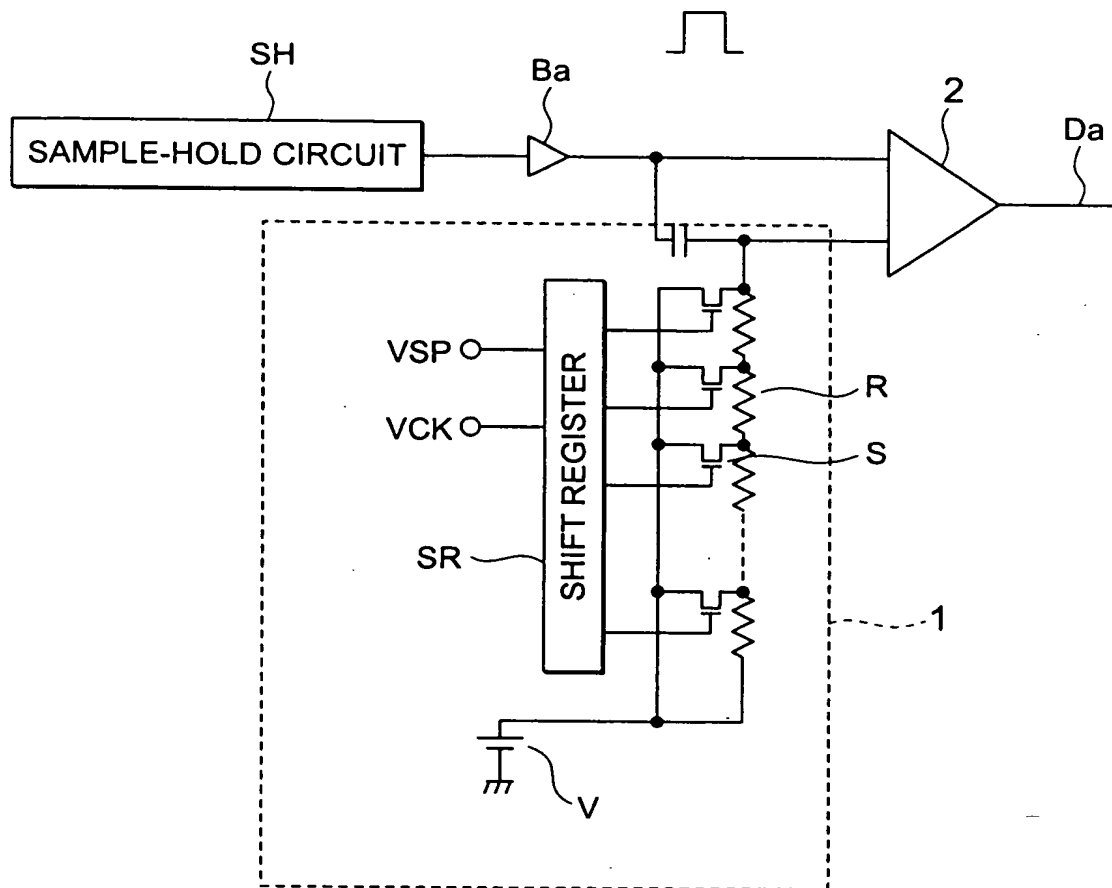 SH
Ba
2
Da
SAMPLE-HOLD CIRCUIT
VSP
VCK
SHIFT REGISTER
R
S
SR
1
V